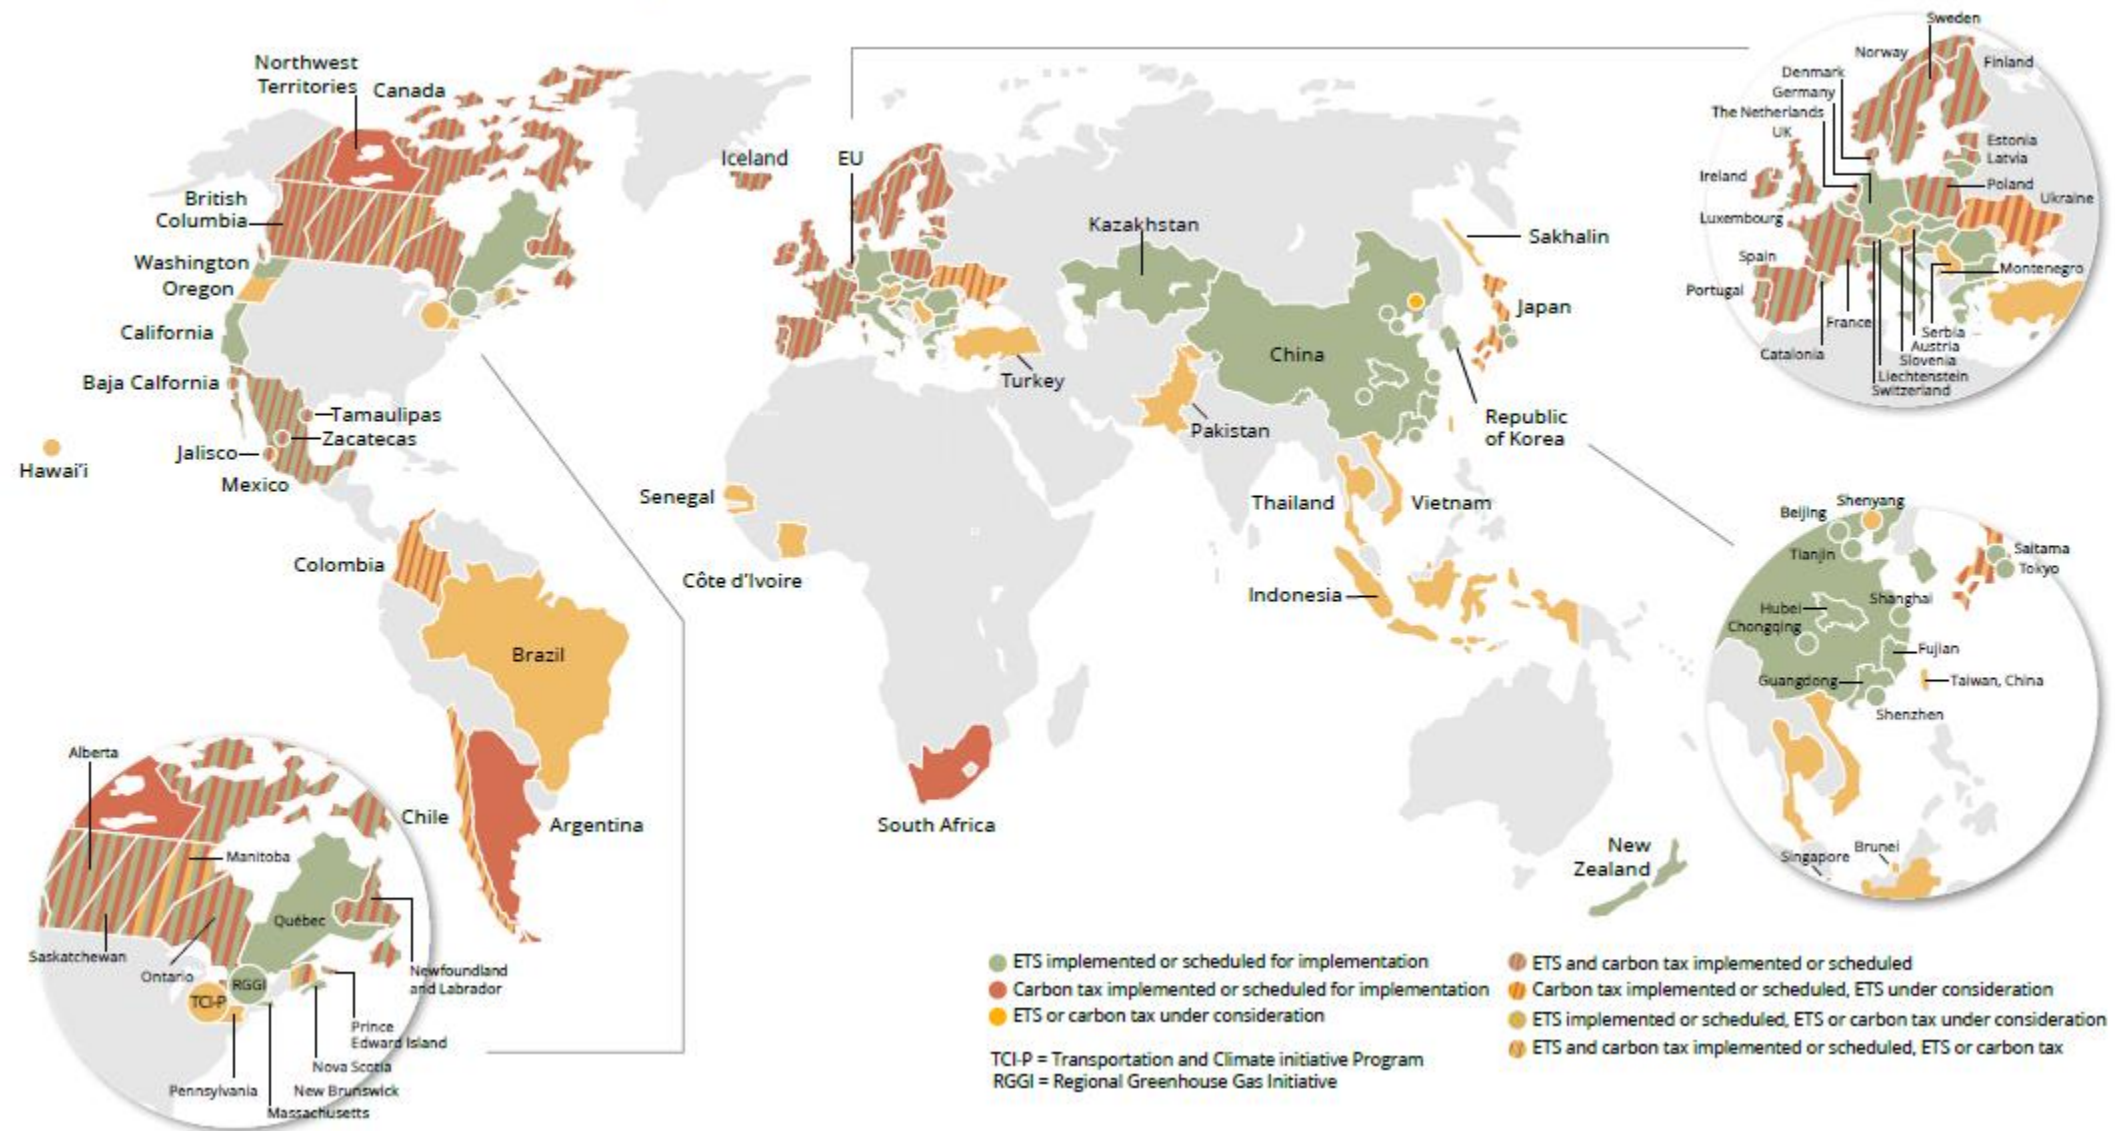 Northwest
Territories
Canada
British
Columbia
Washington
Oregon
California
Baja Calfornia
Tamaulipas
Zacatecas
Jalisco
Mexico
Hawai'i
Colombia
Brazil
Chile
Argentina
Iceland
EU
Kazakhstan
Sakhalin
Japan
China
Turkey
Pakistan
Republic
of Korea
Senegal
Thailand
Vietnam
Côte d'Ivoire
Indonesia
South Africa
New
Zealand
Sweden
Norway
Finland
Denmark
Germany
The Netherlands
UK
Estonia
Latvia
Ireland
Poland
Ukraine
Luxembourg
Spain
Montenegro
Portugal
France
Serbia
Catalonia
Austria
Slovenia
Liechtenstein
Switzerland
Shenyang
Beijing
Tianjin
Saitama
Tokyo
Hubei
Shanghai
Chongqing
Fujian
Guangdong
Taiwan, China
Shenzhen
Singapore
Brunei
Alberta
Manitoba
Québec
Saskatchewan
Ontario
Newfoundland
and Labrador
RGGI
TCI-P
Prince
Edward Island
Nova Scotia
Pennsylvania
New Brunswick
Massachusetts
ETS implemented or scheduled for implementation
Carbon tax implemented or scheduled for implementation
ETS or carbon tax under consideration
TCI-P = Transportation and Climate initiative Program
RGGI = Regional Greenhouse Gas Initiative
ETS and carbon tax implemented or scheduled
Carbon tax implemented or scheduled, ETS under consideration
ETS implemented or scheduled, ETS or carbon tax under consideration
ETS and carbon tax implemented or scheduled, ETS or carbon tax